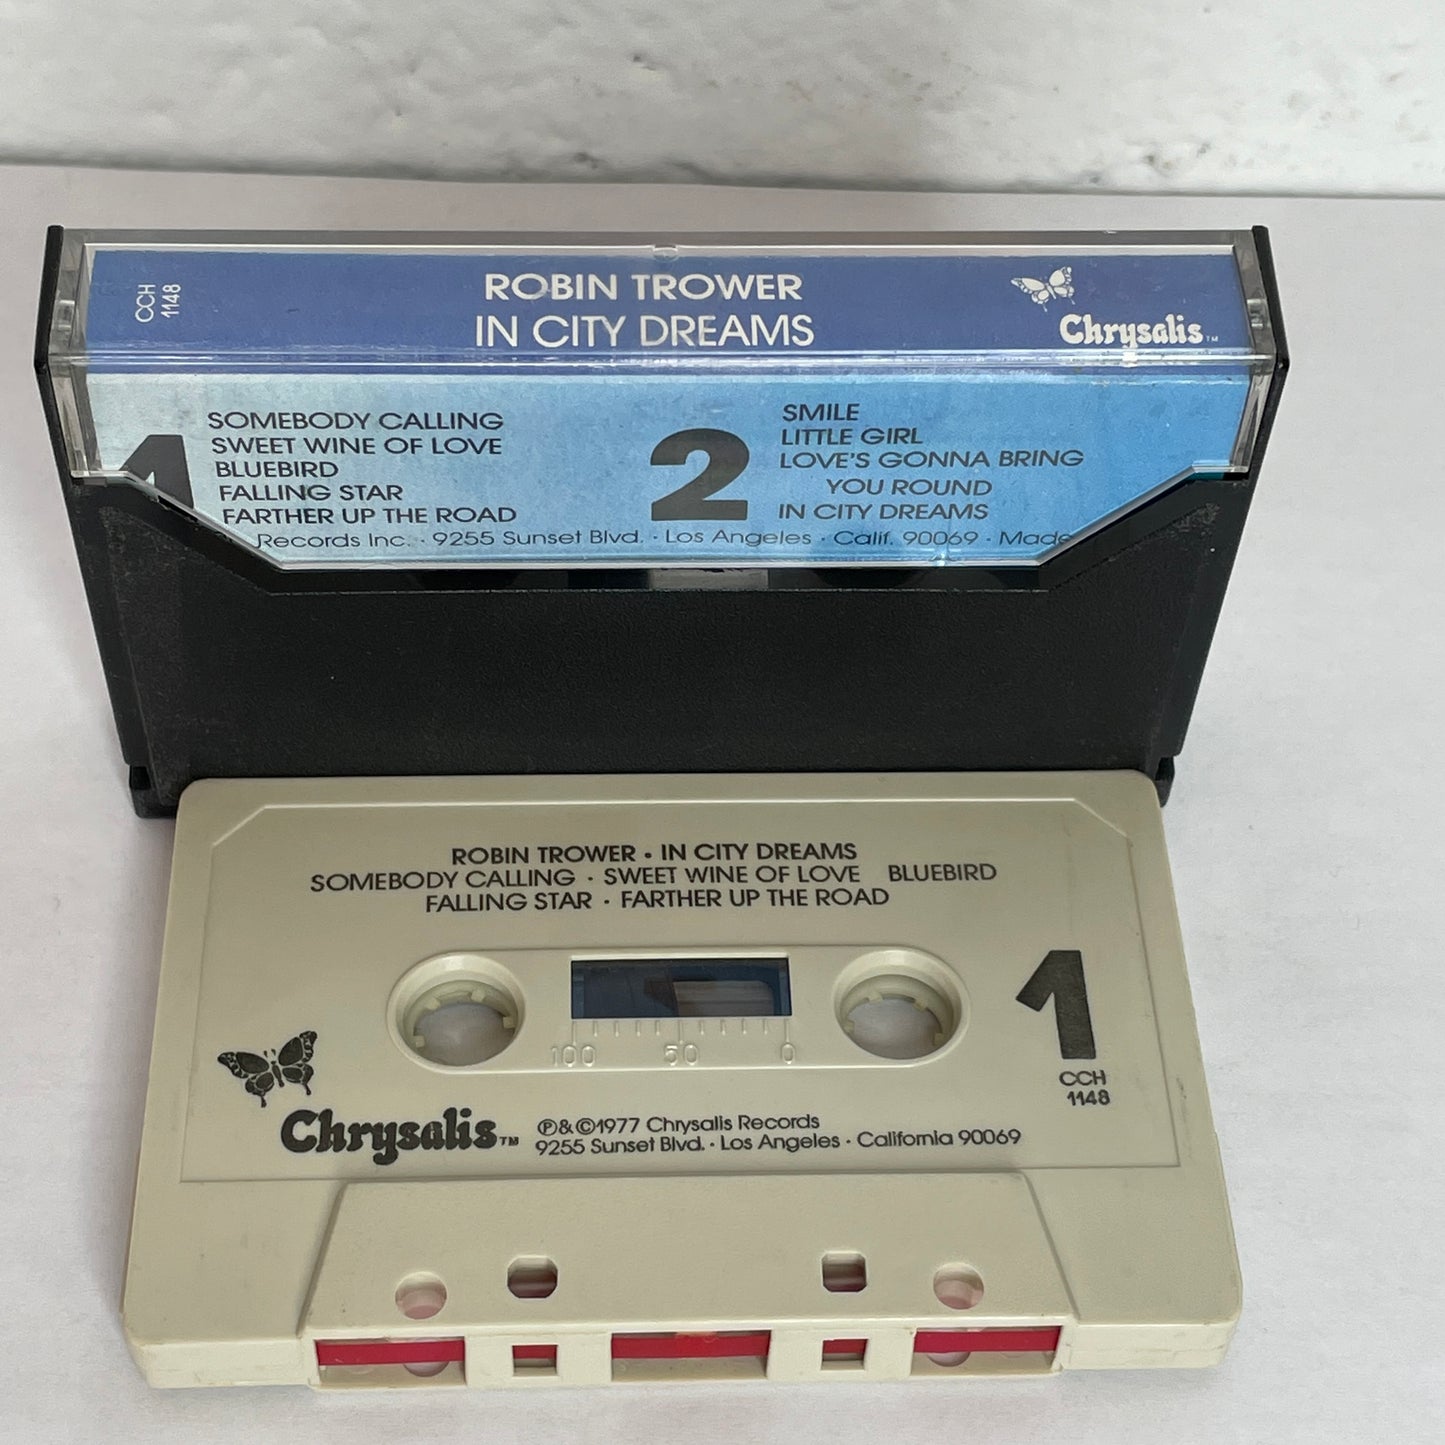 CCH
1148
ROBIN TROWER
IN CITY DREAMS
Chrysalis™
1
SOMEBODY CALLING
SWEET WINE OF LOVE
BLUEBIRD
FALLING STAR
FARTHER UP THE ROAD
2
SMILE
LITTLE GIRL
LOVE'S GONNA BRING
YOU ROUND
IN CITY DREAMS
Records Inc. · 9255 Sunset Blvd. · Los Angeles · Calif. 90069 · Made
ROBIN TROWER • IN CITY DREAMS
SOMEBODY CALLING · SWEET WINE OF LOVE BLUEBIRD
FALLING STAR · FARTHER UP THE ROAD
100 50 0
1
CCH
1148
Chrysalis™
℗&©1977 Chrysalis Records
9255 Sunset Blvd. · Los Angeles · California 90069